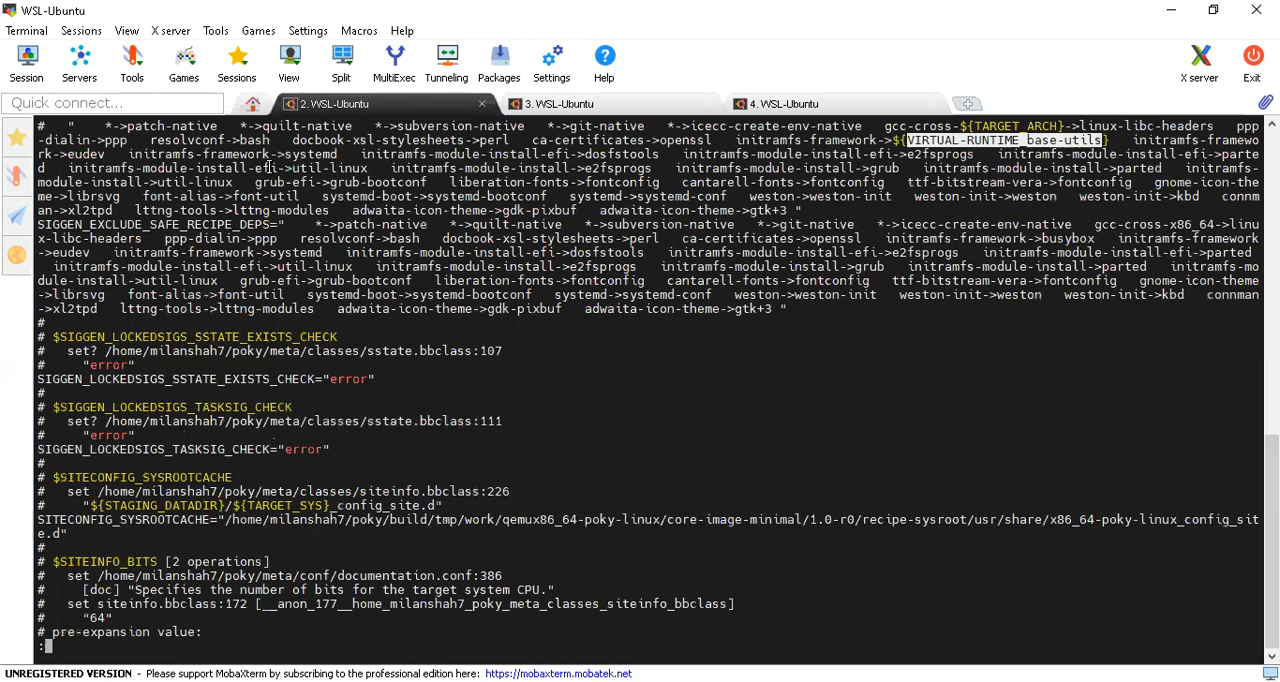 WSL-Ubuntu
Terminal Sessions View X server Tools Games Settings Macros Help
Session Servers Tools Games Sessions View Split MultiExec Tunneling Packages Settings Help X server Exit
Quick connect... 2. WSL-Ubuntu 3. WSL-Ubuntu 4. WSL-Ubuntu
#   "   *->patch-native   *->quilt-native   *->subversion-native   *->git-native   *->icecc-create-env-native   gcc-cross-${TARGET_ARCH}->linux-libc-headers   ppp
-dialin->ppp   resolvconf->bash   docbook-xsl-stylesheets->perl   ca-certificates->openssl   initramfs-framework->${VIRTUAL-RUNTIME_base-utils}   initramfs-framewo
rk->eudev   initramfs-framework->systemd   initramfs-module-install-efi->dosfstools   initramfs-module-install-efi->e2fsprogs   initramfs-module-install-efi->parte
d   initramfs-module-install-efi->util-linux   initramfs-module-install->e2fsprogs   initramfs-module-install->grub   initramfs-module-install->parted   initramfs-
module-install->util-linux   grub-efi->grub-bootconf   liberation-fonts->fontconfig   cantarell-fonts->fontconfig   ttf-bitstream-vera->fontconfig   gnome-icon-the
me->librsvg   font-alias->font-util   systemd-boot->systemd-bootconf   systemd->systemd-conf   weston->weston-init   weston->weston-init   weston-init->kbd   connm
an->xl2tpd   lttng-tools->lttng-modules   adwaita-icon-theme->gdk-pixbuf   adwaita-icon-theme->gtk+3 "
SIGGEN_EXCLUDE_SAFE_RECIPE_DEPS="   *->patch-native   *->quilt-native   *->subversion-native   *->git-native   *->icecc-create-env-native   gcc-cross-x86_64->linu
x-libc-headers   ppp-dialin->ppp   resolvconf->bash   docbook-xsl-stylesheets->perl   ca-certificates->openssl   initramfs-framework->busybox   initramfs-framework
->eudev   initramfs-framework->systemd   initramfs-module-install-efi->dosfstools   initramfs-module-install-efi->e2fsprogs   initramfs-module-install-efi->parted
   initramfs-module-install-efi->util-linux   initramfs-module-install->e2fsprogs   initramfs-module-install->grub   initramfs-module-install->parted   initramfs-mo
dule-install->util-linux   grub-efi->grub-bootconf   liberation-fonts->fontconfig   cantarell-fonts->fontconfig   ttf-bitstream-vera->fontconfig   gnome-icon-theme
->librsvg   font-alias->font-util   systemd-boot->systemd-bootconf   systemd->systemd-conf   weston->weston-init   weston->weston-init   weston-init->kbd   connman
->xl2tpd   lttng-tools->lttng-modules   adwaita-icon-theme->gdk-pixbuf   adwaita-icon-theme->gtk+3 "
#
# $SIGGEN_LOCKEDSIGS_SSTATE_EXISTS_CHECK
#   set? /home/milanshah7/poky/meta/classes/sstate.bbclass:107
#     "error"
SIGGEN_LOCKEDSIGS_SSTATE_EXISTS_CHECK="error"
#
# $SIGGEN_LOCKEDSIGS_TASKSIG_CHECK
#   set? /home/milanshah7/poky/meta/classes/sstate.bbclass:111
#     "error"
SIGGEN_LOCKEDSIGS_TASKSIG_CHECK="error"
#
# $SITECONFIG_SYSROOTCACHE
#   set /home/milanshah7/poky/meta/classes/siteinfo.bbclass:226
#     "${STAGING_DATADIR}/${TARGET_SYS}_config_site.d"
SITECONFIG_SYSROOTCACHE="/home/milanshah7/poky/build/tmp/work/qemux86_64-poky-linux/core-image-minimal/1.0-r0/recipe-sysroot/usr/share/x86_64-poky-linux_config_sit
e.d"
#
# $SITEINFO_BITS [2 operations]
#   set /home/milanshah7/poky/meta/conf/documentation.conf:386
#     [doc] "Specifies the number of bits for the target system CPU."
#   set siteinfo.bbclass:172 [__anon_177__home_milanshah7_poky_meta_classes_siteinfo_bbclass]
#     "64"
# pre-expansion value:
:
UNREGISTERED VERSION - Please support MobaXterm by subscribing to the professional edition here: https://mobaxterm.mobatek.net